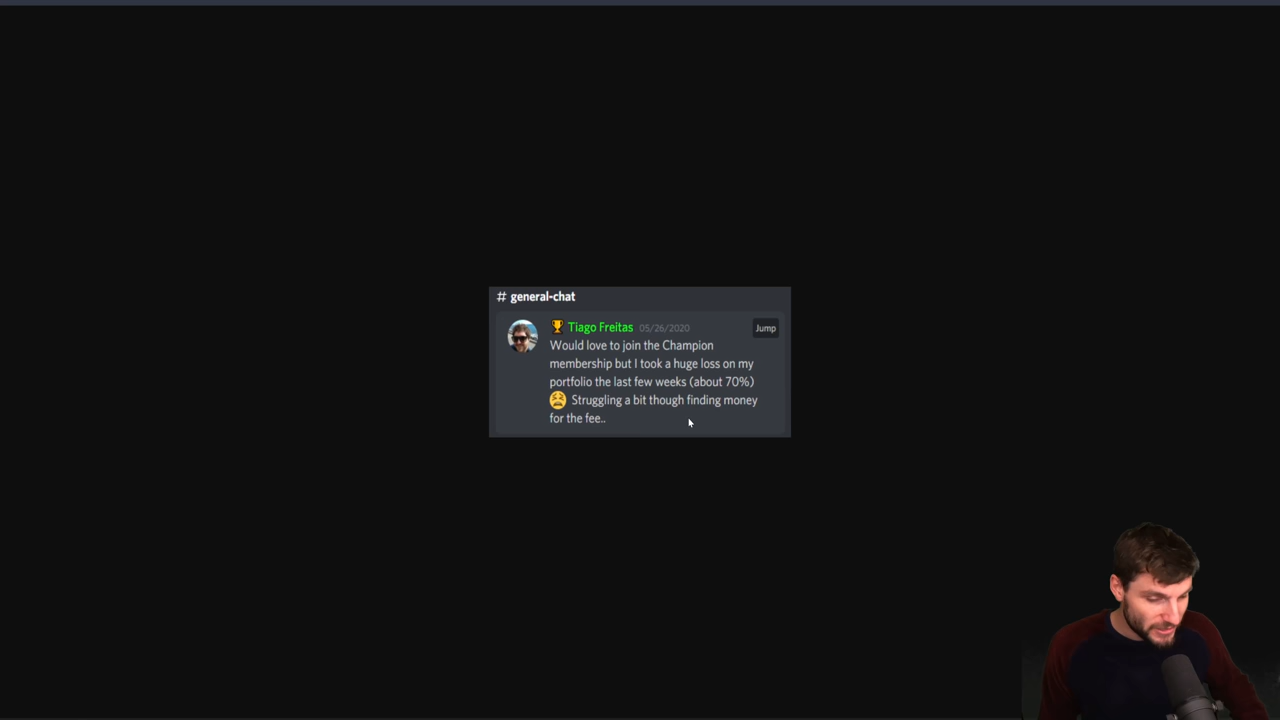 # general-chat
Tiago Freitas 05/26/2020 Jump
Would love to join the Champion
membership but I took a huge loss on my
portfolio the last few weeks (about 70%)
Struggling a bit though finding money
for the fee..